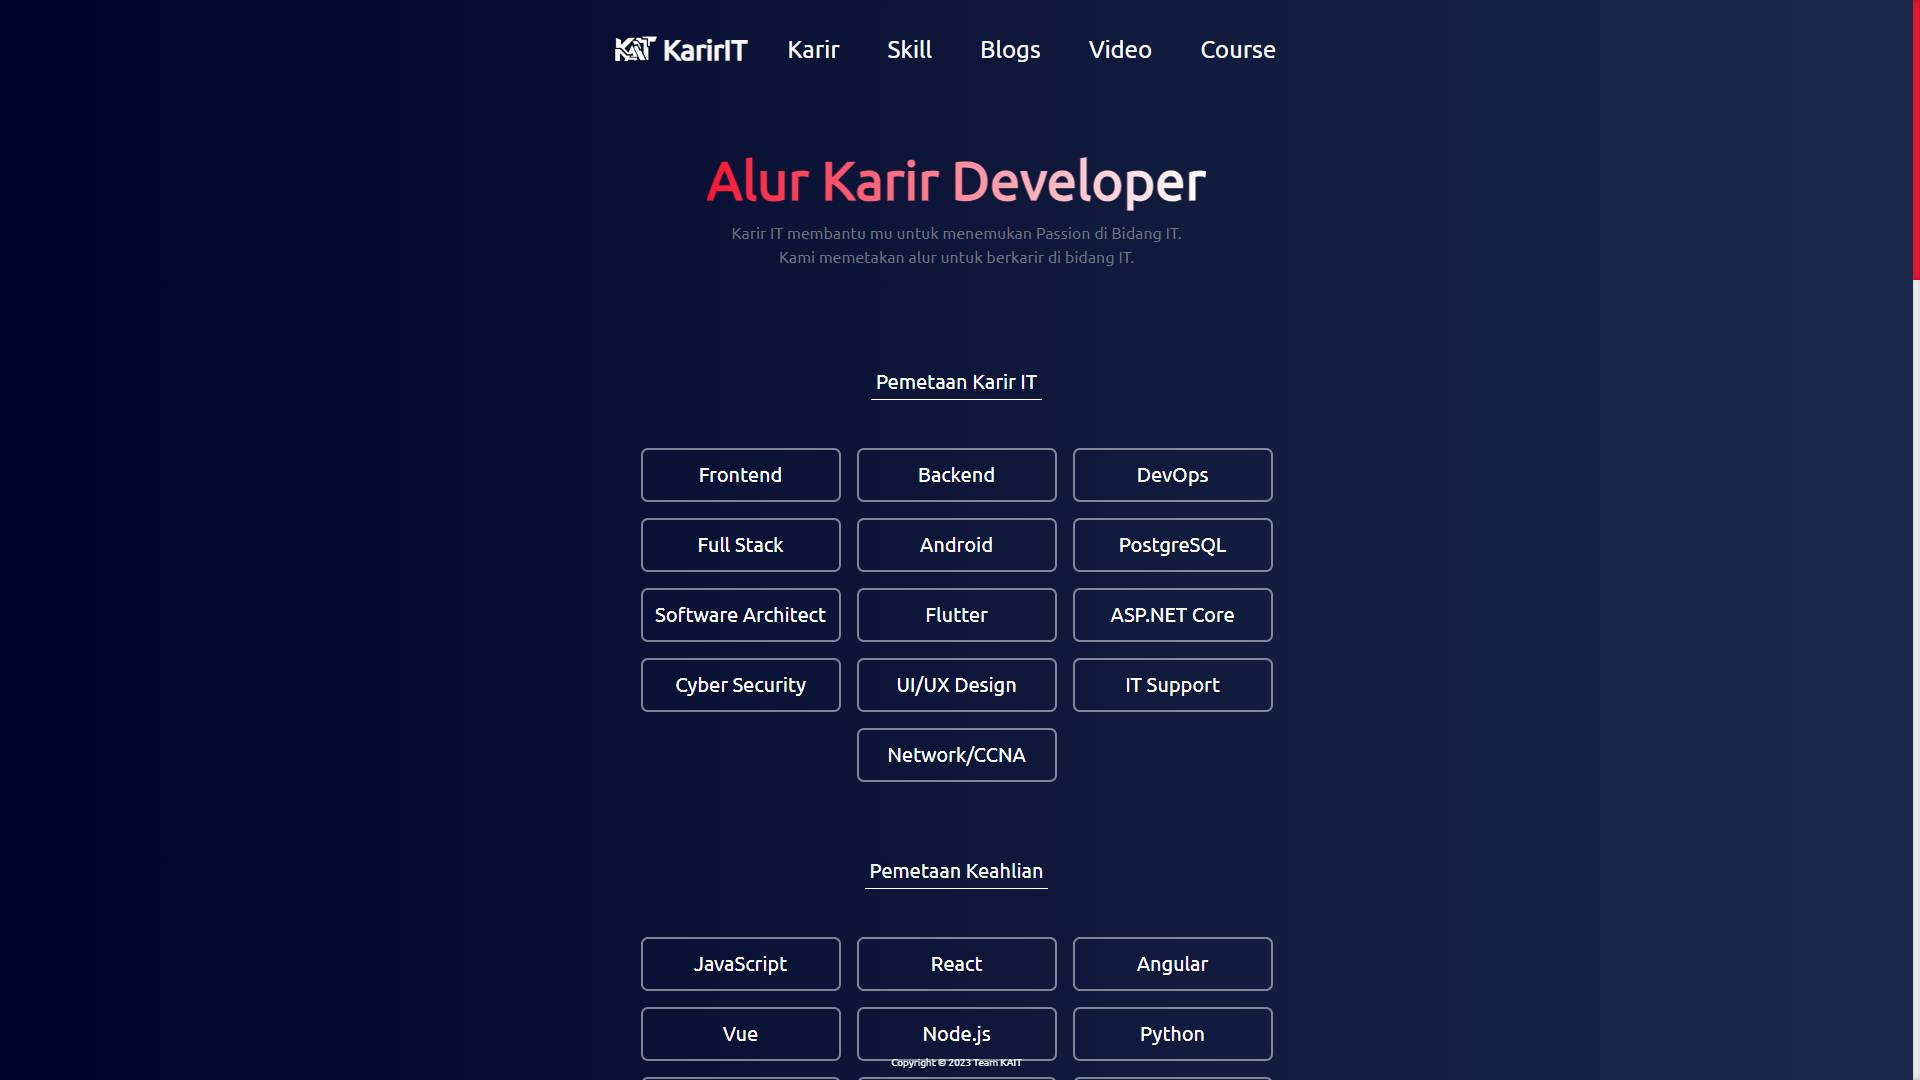 KAIT KarirIT Karir Skill Blogs Video Course
Alur Karir Developer
Karir IT membantu mu untuk menemukan Passion di Bidang IT.
Kami memetakan alur untuk berkarir di bidang IT.
Pemetaan Karir IT
Frontend Backend DevOps
Full Stack Android PostgreSQL
Software Architect Flutter ASP.NET Core
Cyber Security UI/UX Design IT Support
Network/CCNA
Pemetaan Keahlian
JavaScript React Angular
Vue Node.js Python
Copyright © 2023 Team KAIT